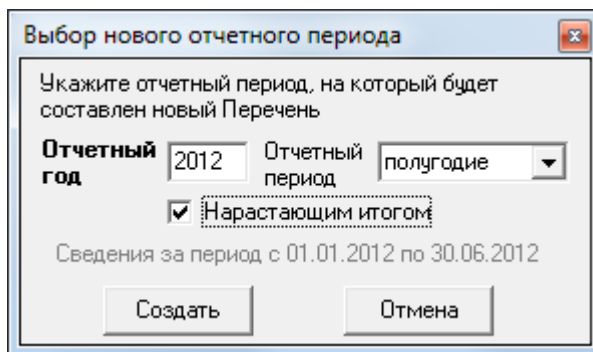 Выбор нового отчетного периода
Укажите отчетный период, на который будет
составлен новый Перечень
Отчетный год 2012 Отчетный период полугодие
Нарастающим итогом
Сведения за период с 01.01.2012 по 30.06.2012
Создать Отмена